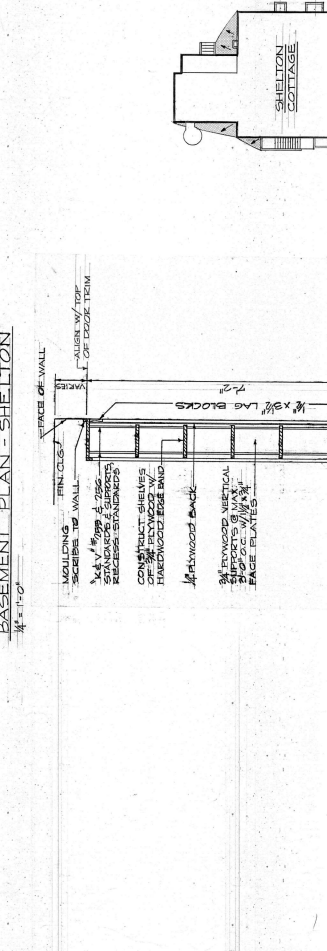 SHELTON
COTTAGE
BASEMENT PLAN - SHELTON
1/4" = 1'-0"
FACE OF WALL
FIN. CLG.
MOULDING
SCRIBE TO WALL
VARIES
ALIGN W/ TOP
OF DOOR TRIM
7'-2"
K & V #255 & 256
STANDARDS & SUPPORTS,
RECESS STANDARDS
CONSTRUCT SHELVES
OF 3/4" PLYWOOD W/
HARDWOOD EDGE BAND
1/4" PLYWOOD BACK
3/4" PLYWOOD VERTICAL
SUPPORTS @ MAX.
FACE PLATES
LAG BLOCKS